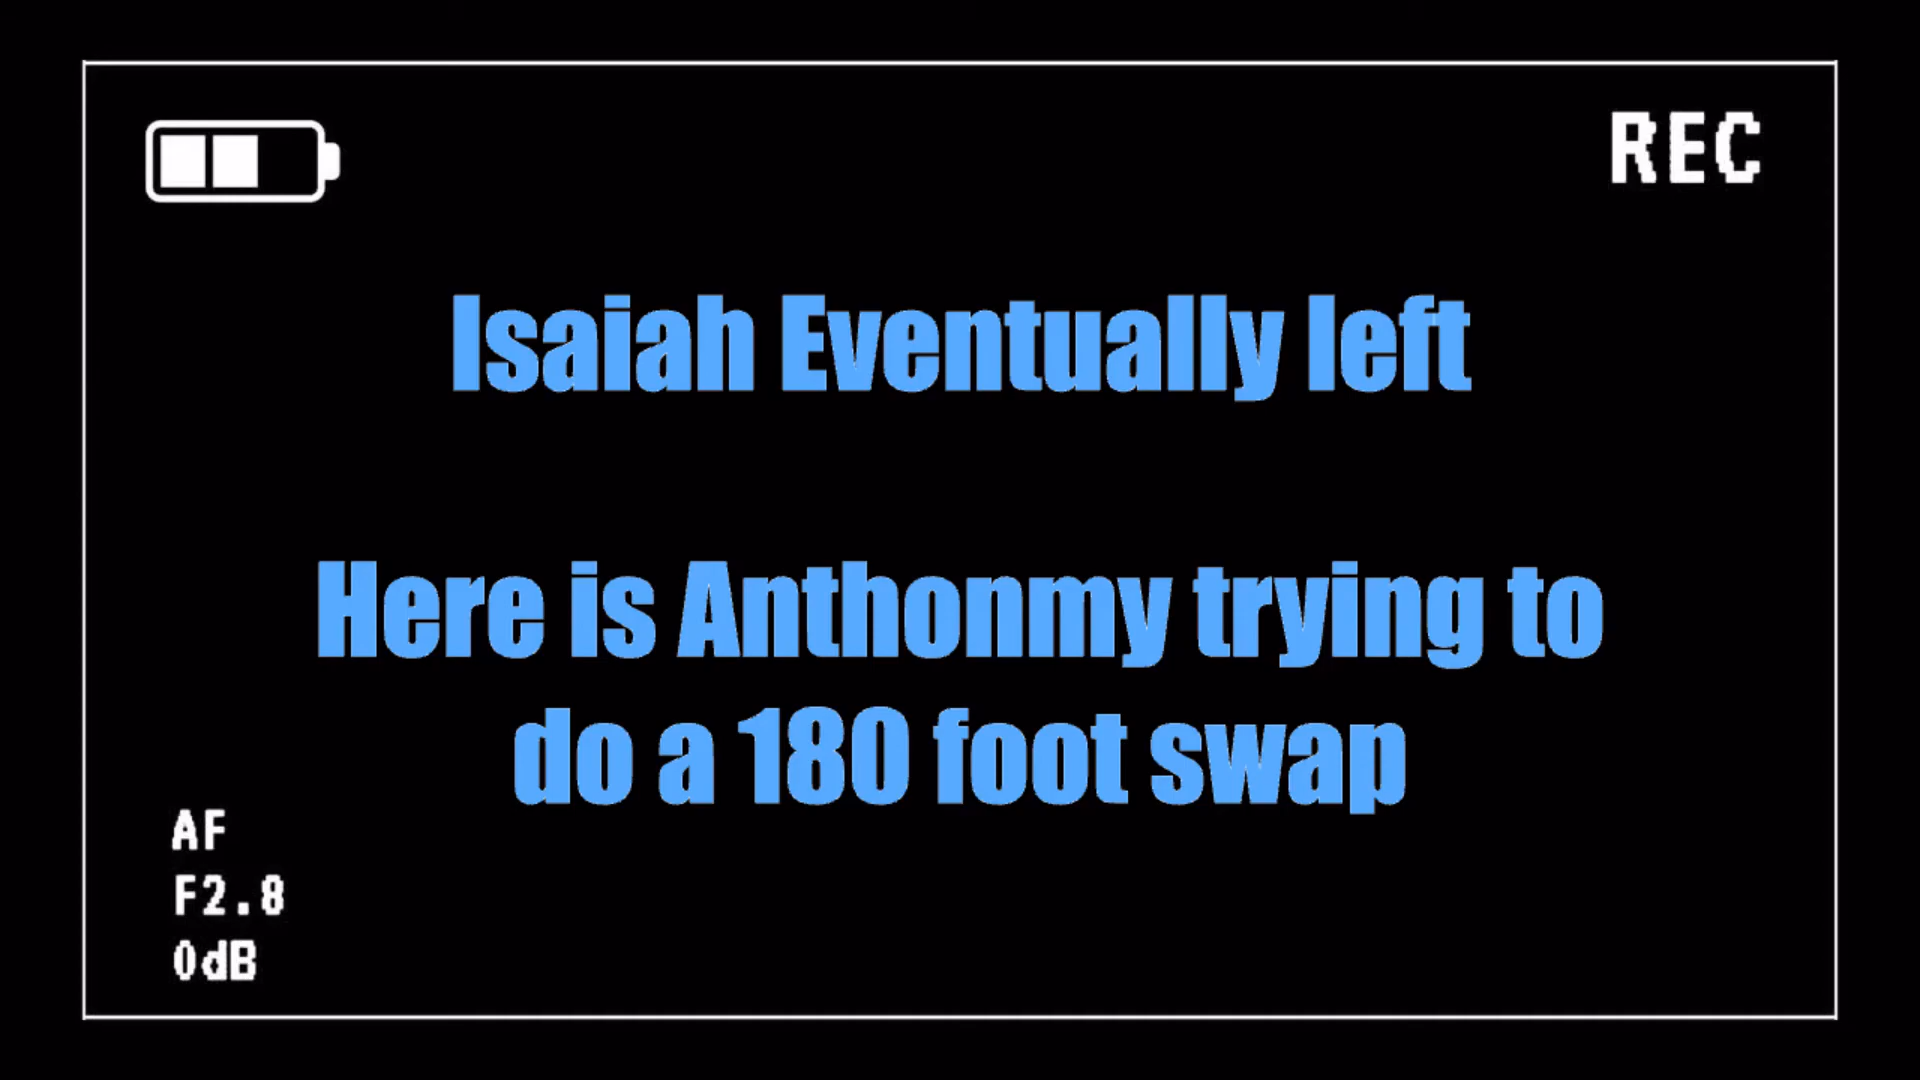 REC
Isaiah Eventually left
Here is Anthonmy trying to
do a 180 foot swap
AF
F2.8
0dB